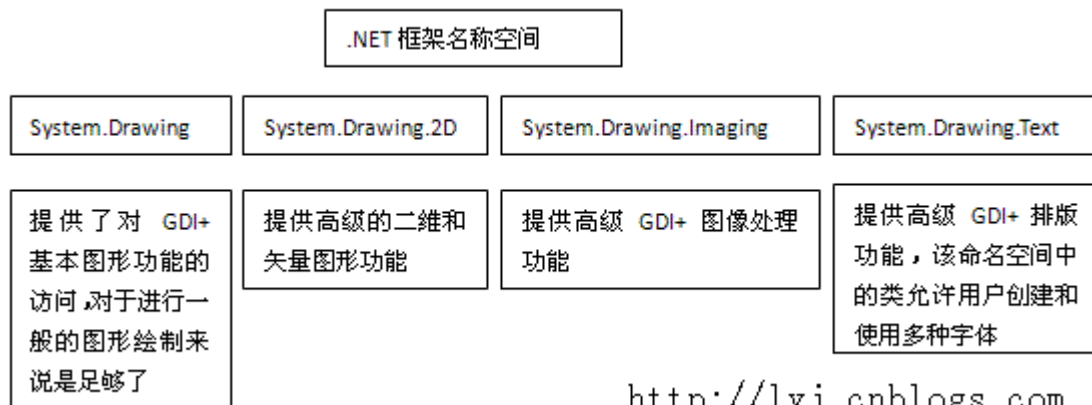 .NET 框架名称空间
System.Drawing
System.Drawing.2D
System.Drawing.Imaging
System.Drawing.Text
提供了对 GDI+
基本图形功能的
访问,对于进行一
般的图形绘制来
说是足够了
提供高级的二维和
矢量图形功能
提供高级 GDI+ 图像处理
功能
提供高级 GDI+ 排版
功能，该命名空间中
的类允许用户创建和
使用多种字体
http://lyj.cnblogs.com